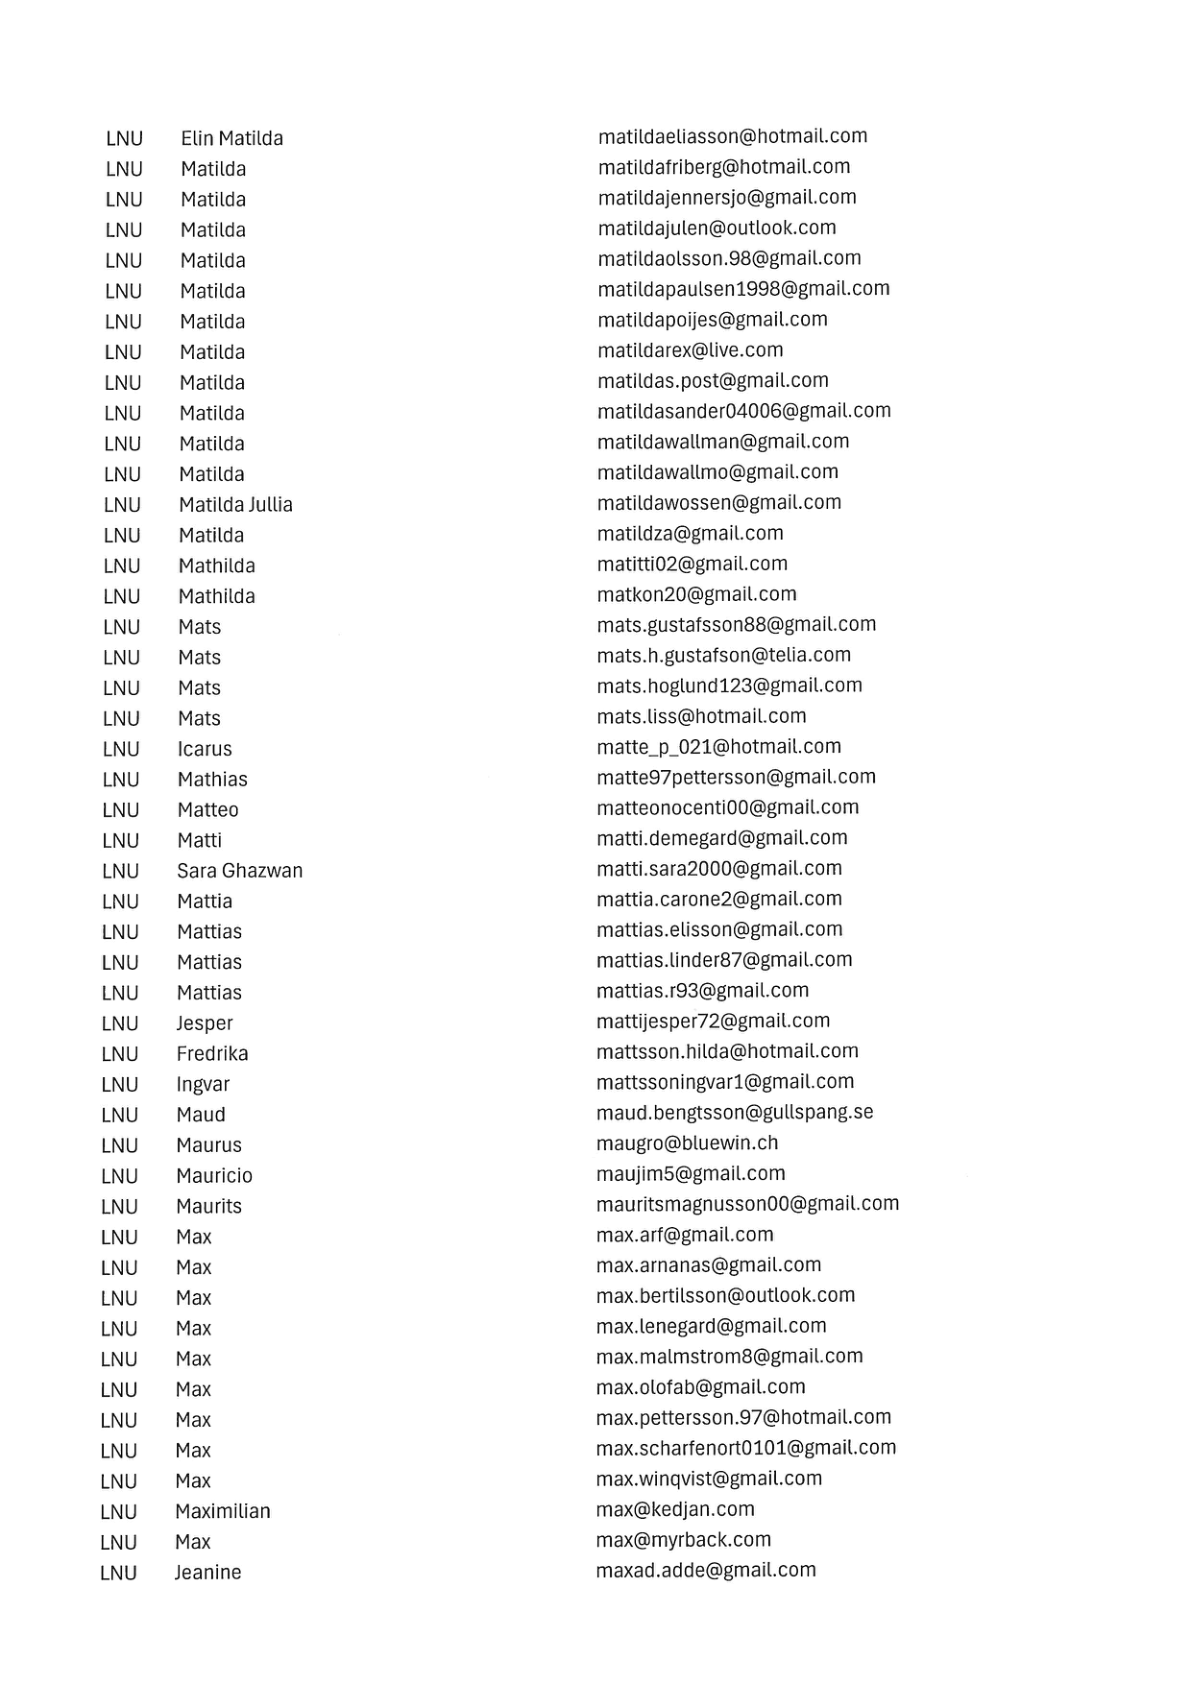 LNU Elin Matilda matildaeliasson@hotmail.com
LNU Matilda matildafriberg@hotmail.com
LNU Matilda matildajennersjo@gmail.com
LNU Matilda matildajulen@outlook.com
LNU Matilda matildaolsson.98@gmail.com
LNU Matilda matildapaulsen1998@gmail.com
LNU Matilda matildapoijes@gmail.com
LNU Matilda matildarex@live.com
LNU Matilda matildas.post@gmail.com
LNU Matilda matildasander04006@gmail.com
LNU Matilda matildawallman@gmail.com
LNU Matilda matildawallmo@gmail.com
LNU Matilda Jullia matildawossen@gmail.com
LNU Matilda matildza@gmail.com
LNU Mathilda matitti02@gmail.com
LNU Mathilda matkon20@gmail.com
LNU Mats mats.gustafsson88@gmail.com
LNU Mats mats.h.gustafson@telia.com
LNU Mats mats.hoglund123@gmail.com
LNU Mats mats.liss@hotmail.com
LNU Icarus matte_p_021@hotmail.com
LNU Mathias matte97pettersson@gmail.com
LNU Matteo matteonocenti00@gmail.com
LNU Matti matti.demegard@gmail.com
LNU Sara Ghazwan matti.sara2000@gmail.com
LNU Mattia mattia.carone2@gmail.com
LNU Mattias mattias.elisson@gmail.com
LNU Mattias mattias.linder87@gmail.com
LNU Mattias mattias.r93@gmail.com
LNU Jesper mattijesper72@gmail.com
LNU Fredrika mattsson.hilda@hotmail.com
LNU Ingvar mattssoningvar1@gmail.com
LNU Maud maud.bengtsson@gullspang.se
LNU Maurus maugro@bluewin.ch
LNU Mauricio maujim5@gmail.com
LNU Maurits mauritsmagnusson00@gmail.com
LNU Max max.arf@gmail.com
LNU Max max.arnanas@gmail.com
LNU Max max.bertilsson@outlook.com
LNU Max max.lenegard@gmail.com
LNU Max max.malmstrom8@gmail.com
LNU Max max.olofab@gmail.com
LNU Max max.pettersson.97@hotmail.com
LNU Max max.scharfenort0101@gmail.com
LNU Max max.winqvist@gmail.com
LNU Maximilian max@kedjan.com
LNU Max max@myrback.com
LNU Jeanine maxad.adde@gmail.com